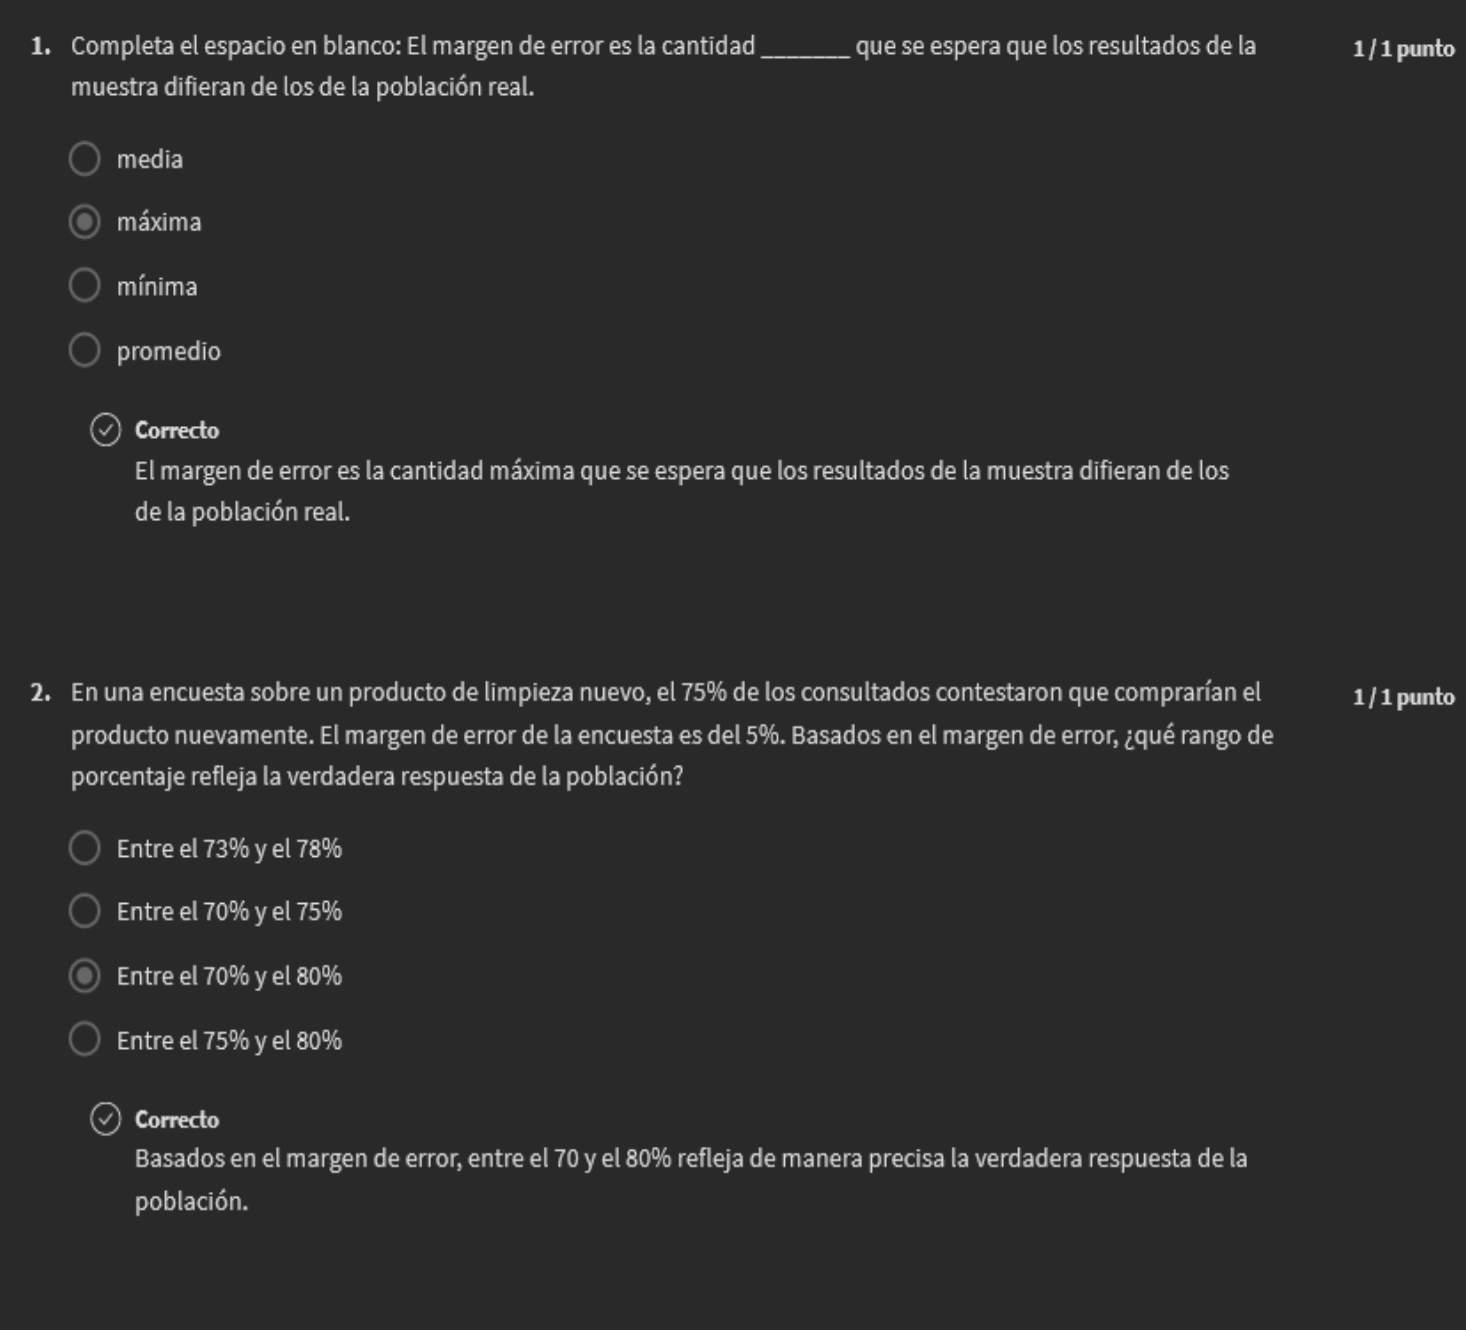 1. Completa el espacio en blanco: El margen de error es la cantidad _______ que se espera que los resultados de la 1 / 1 punto
muestra difieran de los de la población real.
media
máxima
mínima
promedio
Correcto
El margen de error es la cantidad máxima que se espera que los resultados de la muestra difieran de los
de la población real.
2. En una encuesta sobre un producto de limpieza nuevo, el 75% de los consultados contestaron que comprarían el 1 / 1 punto
producto nuevamente. El margen de error de la encuesta es del 5%. Basados en el margen de error, ¿qué rango de
porcentaje refleja la verdadera respuesta de la población?
Entre el 73% y el 78%
Entre el 70% y el 75%
Entre el 70% y el 80%
Entre el 75% y el 80%
Correcto
Basados en el margen de error, entre el 70 y el 80% refleja de manera precisa la verdadera respuesta de la
población.